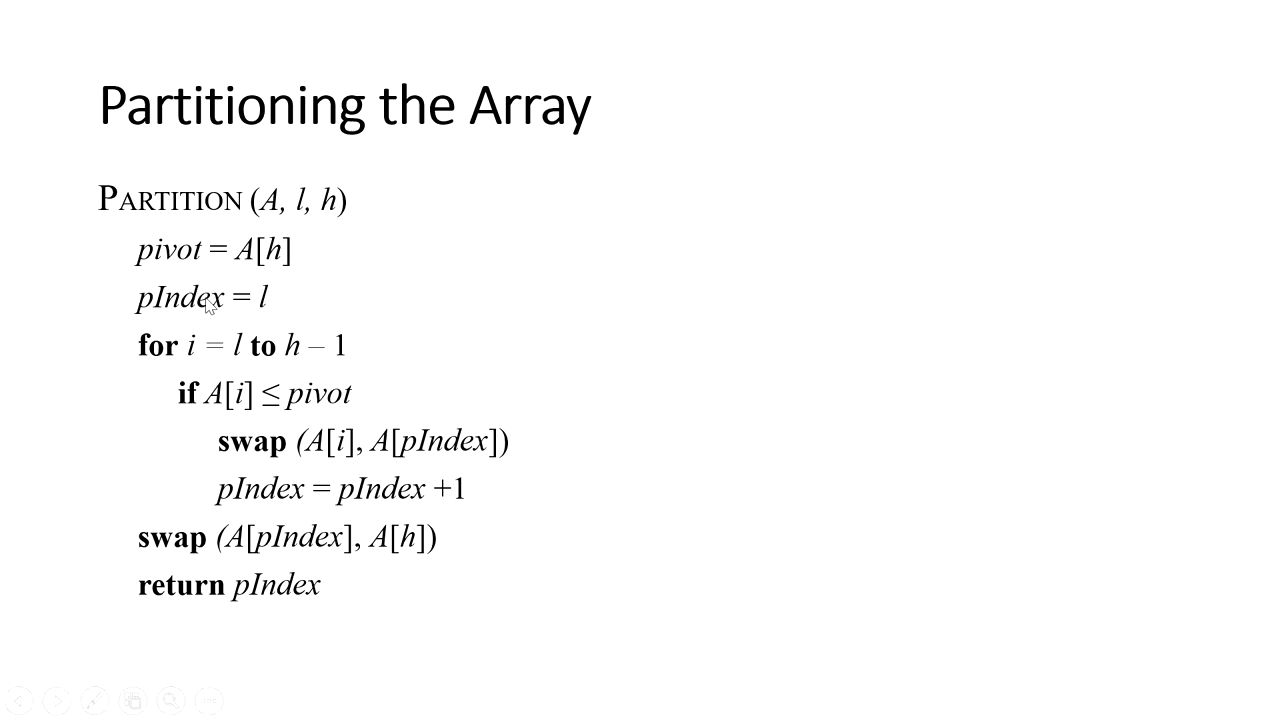 Partitioning the Array
PARTITION (A, l, h)
pivot = A[h]
pIndex = l
for i = l to h – 1
if A[i] ≤ pivot
swap (A[i], A[pIndex])
pIndex = pIndex +1
swap (A[pIndex], A[h])
return pIndex